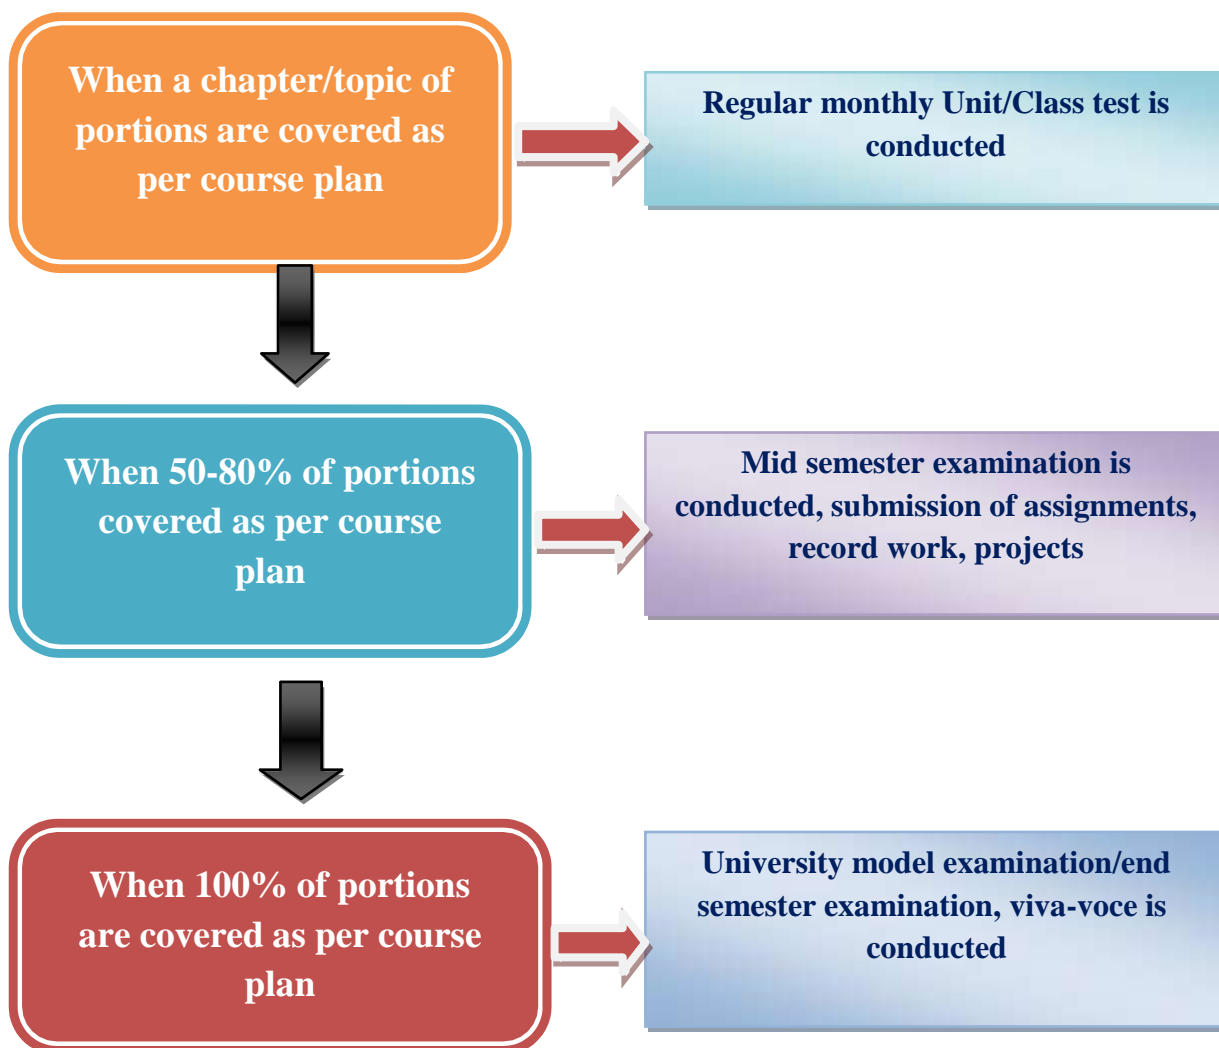 When a chapter/topic of
portions are covered as
per course plan
Regular monthly Unit/Class test is
conducted
When 50-80% of portions
covered as per course
plan
Mid semester examination is
conducted, submission of assignments,
record work, projects
When 100% of portions
are covered as per course
plan
University model examination/end
semester examination, viva-voce is
conducted